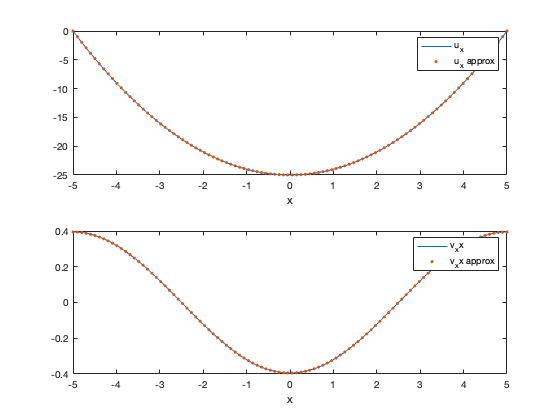 0
-5
-10
-15
-20
-25
u_x
u_x approx
-5 -4 -3 -2 -1 0 1 2 3 4 5
x
0.4
0.2
0
-0.2
-0.4
v_xx
v_xx approx
-5 -4 -3 -2 -1 0 1 2 3 4 5
x